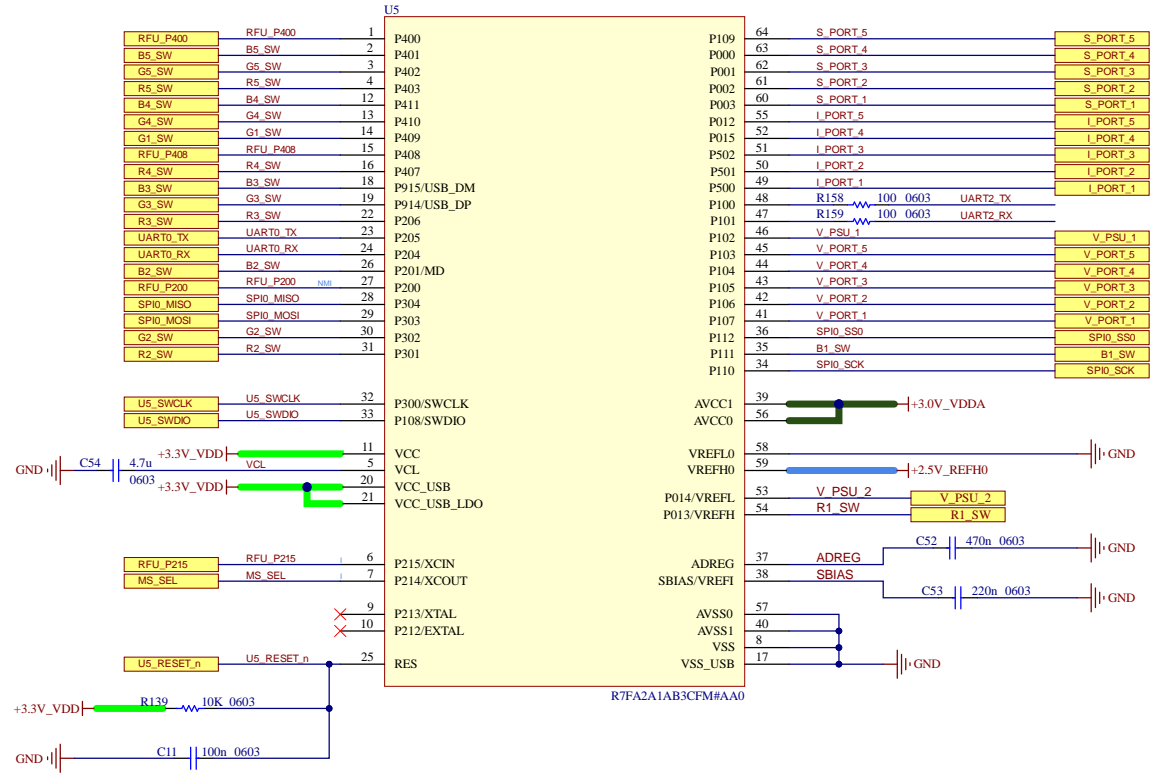 U5
RFU_P400 RFU_P400 1 P400 P109 64 S_PORT_5 S_PORT_5
B5_SW B5_SW 2 P401 P000 63 S_PORT_4 S_PORT_4
G5_SW G5_SW 3 P402 P001 62 S_PORT_3 S_PORT_3
R5_SW R5_SW 4 P403 P002 61 S_PORT_2 S_PORT_2
B4_SW B4_SW 12 P411 P003 60 S_PORT_1 S_PORT_1
G4_SW G4_SW 13 P410 P012 55 I_PORT_5 I_PORT_5
G1_SW G1_SW 14 P409 P015 52 I_PORT_4 I_PORT_4
RFU_P408 RFU_P408 15 P408 P502 51 I_PORT_3 I_PORT_3
R4_SW R4_SW 16 P407 P501 50 I_PORT_2 I_PORT_2
B3_SW B3_SW 18 P915/USB_DM P500 49 I_PORT_1 I_PORT_1
G3_SW G3_SW 19 P914/USB_DP P100 48 R158 100 0603 UART2_TX
R3_SW R3_SW 22 P206 P101 47 R159 100 0603 UART2_RX
UART0_TX UART0_TX 23 P205 P102 46 V_PSU_1 V_PSU_1
UART0_RX UART0_RX 24 P204 P103 45 V_PORT_5 V_PORT_5
B2_SW B2_SW 26 P201/MD P104 44 V_PORT_4 V_PORT_4
RFU_P200 RFU_P200 NMI 27 P200 P105 43 V_PORT_3 V_PORT_3
SPI0_MISO SPI0_MISO 28 P304 P106 42 V_PORT_2 V_PORT_2
SPI0_MOSI SPI0_MOSI 29 P303 P107 41 V_PORT_1 V_PORT_1
G2_SW G2_SW 30 P302 P112 36 SPI0_SS0 SPI0_SS0
R2_SW R2_SW 31 P301 P111 35 B1_SW B1_SW
P110 34 SPI0_SCK SPI0_SCK
U5_SWCLK U5_SWCLK 32 P300/SWCLK AVCC1 39 +3.0V_VDDA
U5_SWDIO U5_SWDIO 33 P108/SWDIO AVCC0 56
+3.3V_VDD 11 VCC VREFL0 58 GND
GND C54 4.7u 0603 VCL 5 VCL VREFH0 59 +2.5V_REFH0
+3.3V_VDD 20 VCC_USB
21 VCC_USB_LDO
P014/VREFL 53 V_PSU_2 V_PSU_2
P013/VREFH 54 R1_SW R1_SW
C52 470n 0603 GND
RFU_P215 RFU_P215 6 P215/XCIN ADREG 37 ADREG
MS_SEL MS_SEL 7 P214/XCOUT SBIAS/VREFI 38 SBIAS
C53 220n 0603 GND
9 P213/XTAL AVSS0 57
10 P212/EXTAL AVSS1 40
VSS 8
U5_RESET_n U5_RESET_n 25 RES VSS_USB 17 GND
R7FA2A1AB3CFM#AA0
+3.3V_VDD R139 10K 0603
GND C11 100n 0603